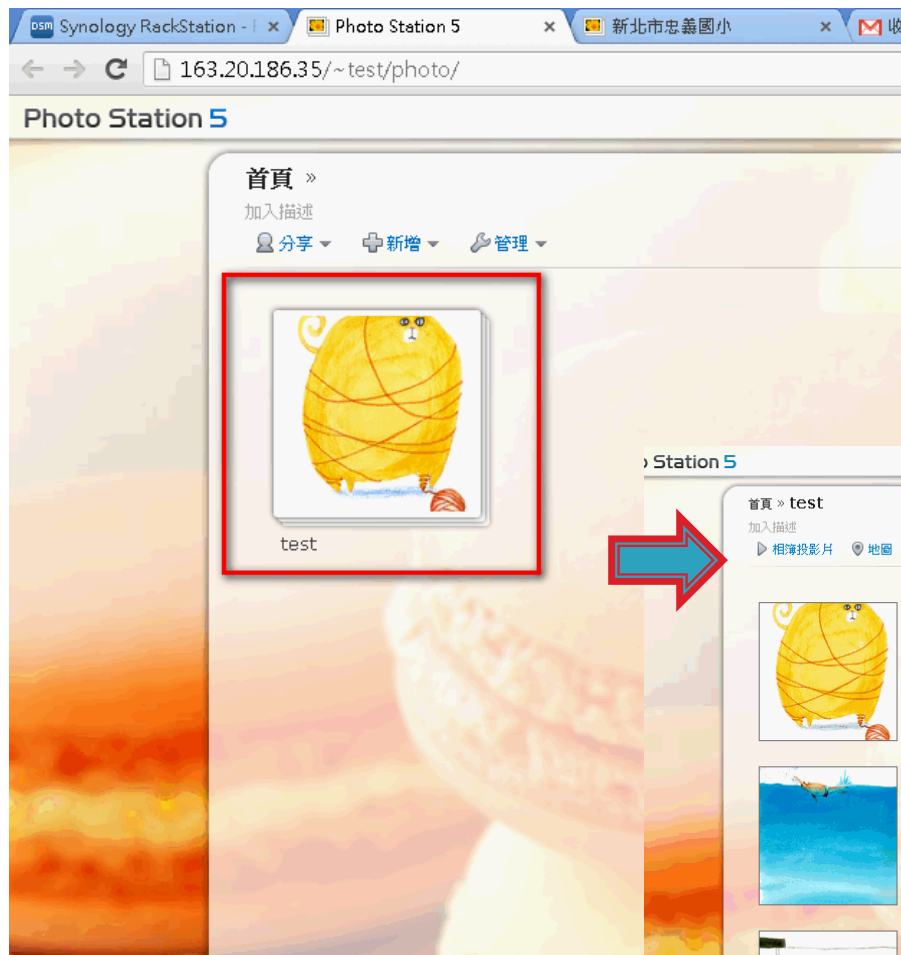 Synology RackStation - 
Photo Station 5
新北市忠義國小
收
163.20.186.35/~test/photo/
Photo Station 5
首頁 »
加入描述
分享
新增
管理
test
Station 5
首頁 » test
加入描述
相簿投影片
地圖